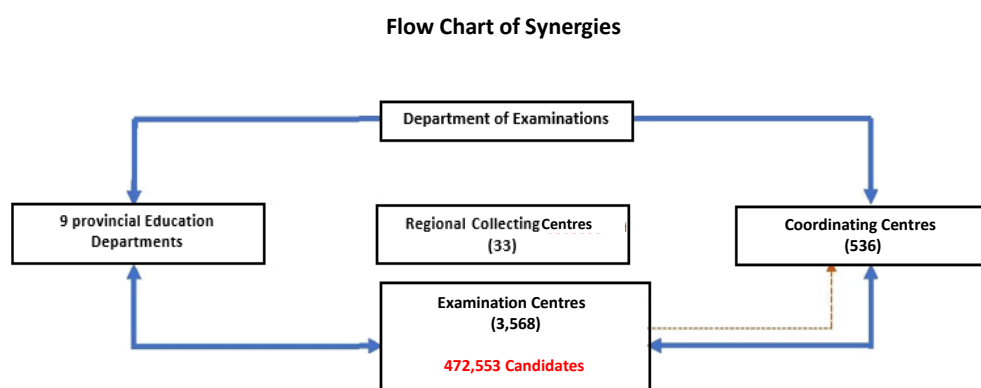 Flow Chart of Synergies
Department of Examinations
9 provincial Education
Departments
Regional Collecting Centres
(33)
Coordinating Centres
(536)
Examination Centres
(3,568)
472,553 Candidates